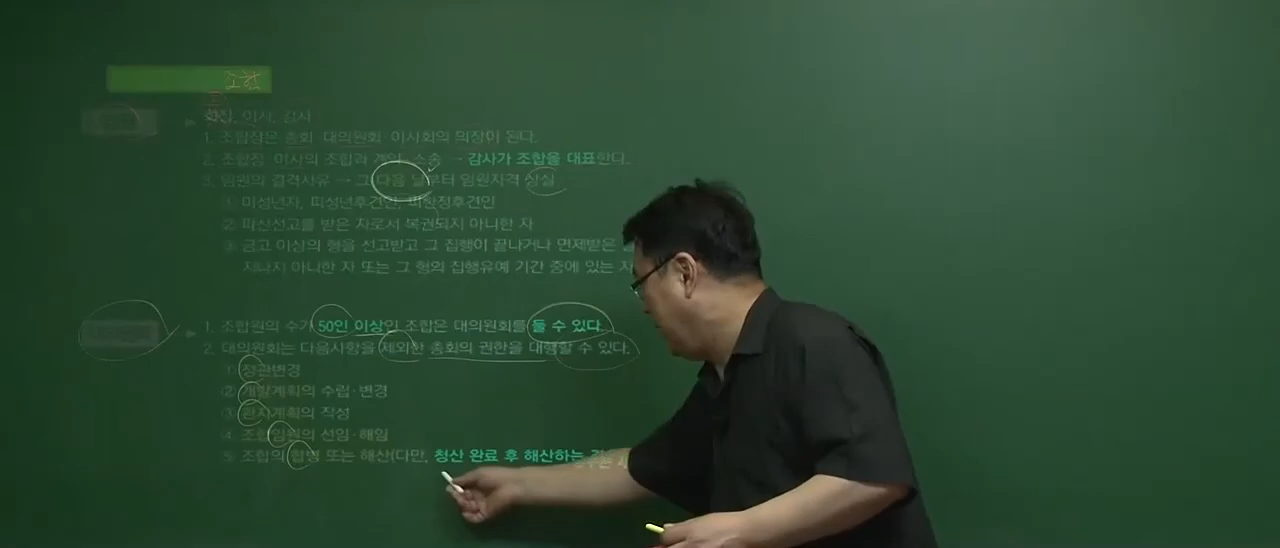 조합장, 이사, 감사
1. 조합장은 총회·대의원회·이사회의 의장이 된다.
2. 조합장·이사의 조합과 계약·소송 → 감사가 조합을 대표한다.
3. 임원의 결격사유 → 그 다음 날부터 임원자격 상실
① 미성년자, 피성년후견인, 피한정후견인
② 파산선고를 받은 자로서 복권되지 아니한 자
③ 금고 이상의 형을 선고받고 그 집행이 끝나거나 면제받은
지나지 아니한 자 또는 그 형의 집행유예 기간 중에 있는 자
1. 조합원의 수가 50인 이상인 조합은 대의원회를 둘 수 있다.
2. 대의원회는 다음사항을 제외한 총회의 권한을 대행할 수 있다.
① 정관변경
② 개발계획의 수립·변경
③ 환지계획의 작성
④ 조합임원의 선임·해임
⑤ 조합의 합병 또는 해산(다만, 청산 완료 후 해산하는